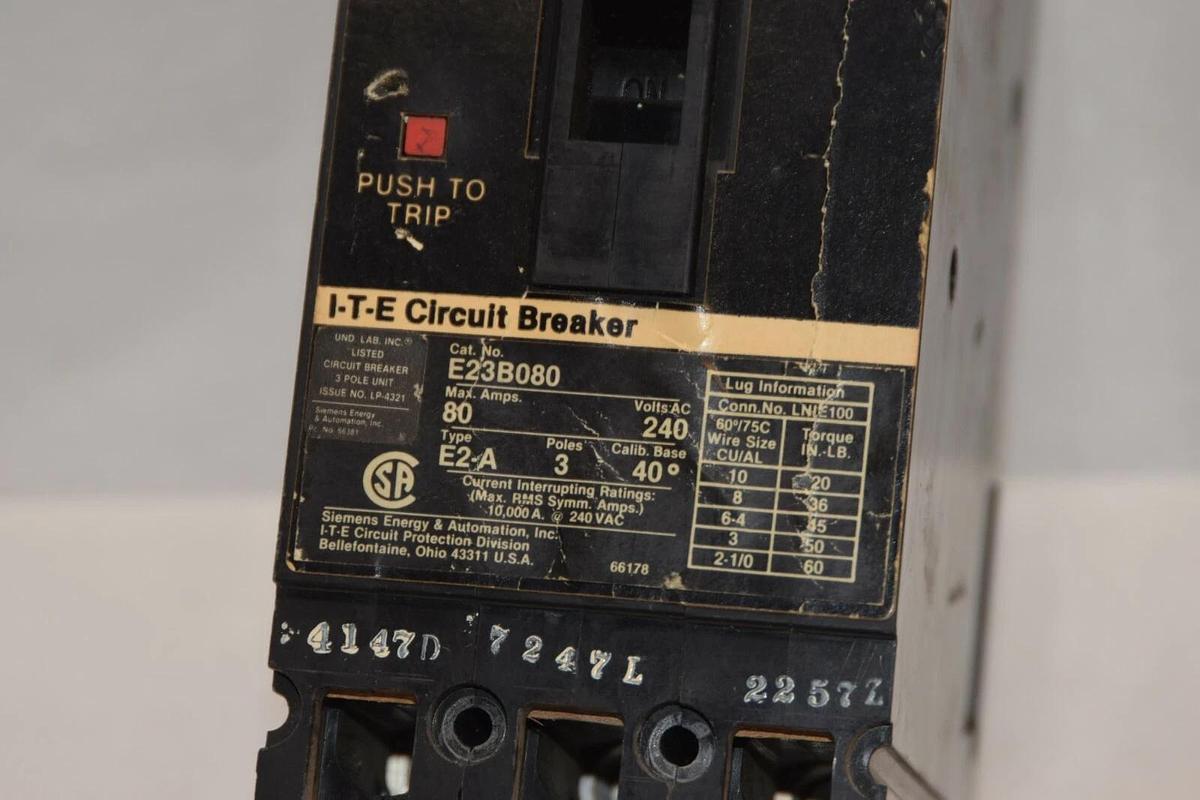 ON
PUSH TO
TRIP
I-T-E Circuit Breaker
UND. LAB. INC.®
LISTED
CIRCUIT BREAKER
3 POLE UNIT
ISSUE NO. LP-4321
Siemens Energy
& Automation, Inc.
66381
Cat. No.
E23B080
Max. Amps.
Volts AC
80
240
Type
Poles
Calib. Base
E2-A
3
40°
Current Interrupting Ratings:
(Max. RMS Symm. Amps.)
10,000 A. @ 240 VAC
Siemens Energy & Automation, Inc.
I-T-E Circuit Protection Division
Bellefontaine, Ohio 43311 U.S.A.
66178
SA
Lug Information
Conn. No. LN1E100
60°/75C
Wire Size
CU/AL
Torque
IN.-LB.
10 20
8 36
6-4 45
3 50
2-1/0 60
4147D 7247L 2257Z